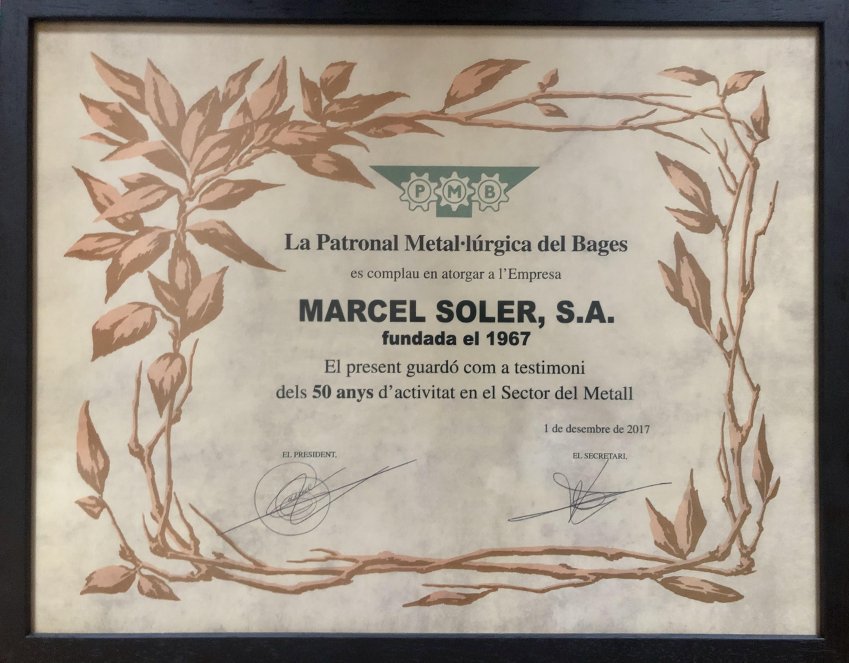 P M B
La Patronal Metal·lúrgica del Bages
es complau en atorgar a l'Empresa
MARCEL SOLER, S.A.
fundada el 1967
El present guardó com a testimoni
dels 50 anys d'activitat en el Sector del Metall
1 de desembre de 2017
EL PRESIDENT,
EL SECRETARI,